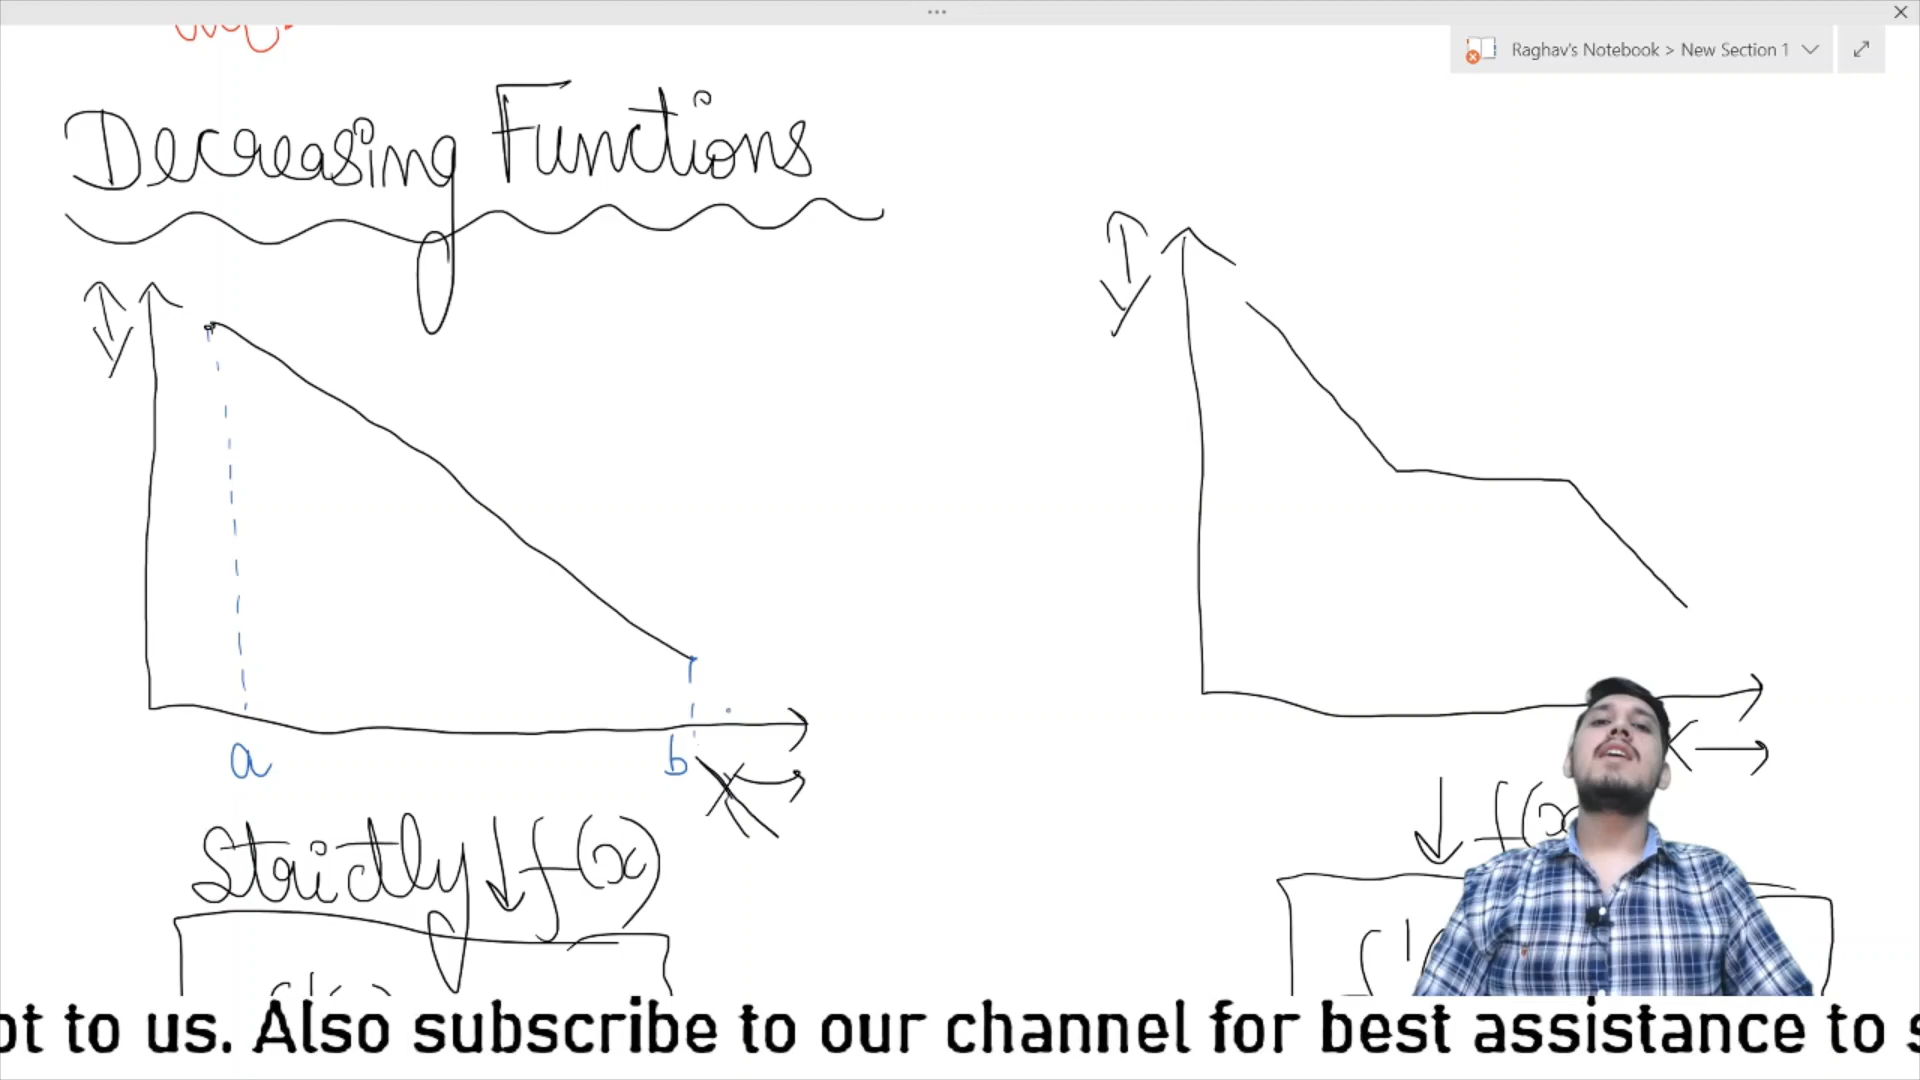 Raghav's Notebook > New Section 1
Decreasing Functions
y
y
a
b
x
x
Strictly ↓ f(x)
↓ f(x
f'(x)
f'(
ot to us. Also subscribe to our channel for best assistance to s